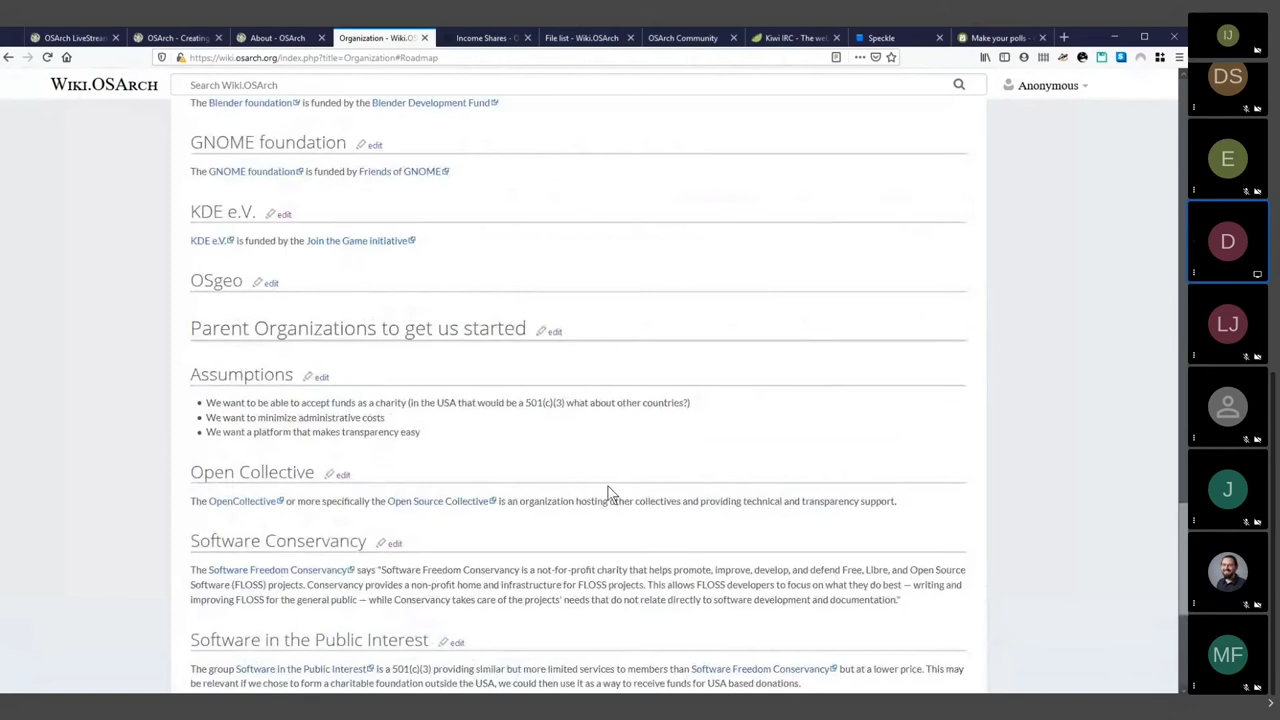 OSArch LiveStream
OSArch - Creating
About - OSArch
Organization - Wiki.OS
Income Shares - Wiki.OS
File list - Wiki.OSArch
OSArch Community
Kiwi IRC - The we
Speckle
Make your polls -
https://wiki.osarch.org/index.php?title=Organization#Roadmap
Wiki.OSArch
Search Wiki.OSArch
Anonymous
The Blender foundation is funded by the Blender Development Fund
GNOME foundation edit
The GNOME foundation is funded by Friends of GNOME
KDE e.V. edit
KDE e.V. is funded by the Join the Game initiative
OSgeo edit
Parent Organizations to get us started edit
Assumptions edit
We want to be able to accept funds as a charity (in the USA that would be a 501(c)(3) what about other countries?)
We want to minimize administrative costs
We want a platform that makes transparency easy
Open Collective edit
The OpenCollective or more specifically the Open Source Collective is an organization hosting other collectives and providing technical and transparency support.
Software Conservancy edit
The Software Freedom Conservancy says "Software Freedom Conservancy is a not-for-profit charity that helps promote, improve, develop, and defend Free, Libre, and Open Source
Software (FLOSS) projects. Conservancy provides a non-profit home and infrastructure for FLOSS projects. This allows FLOSS developers to focus on what they do best — writing and
improving FLOSS for the general public — while Conservancy takes care of the projects' needs that do not relate directly to software development and documentation."
Software in the Public Interest edit
The group Software in the Public Interest is a 501(c)(3) providing similar but more limited services to members than Software Freedom Conservancy but at a lower price. This may
be relevant if we chose to form a charitable foundation outside the USA, we could then use it as a way to receive funds for USA based donations.
IJ
DS
E
D
LJ
J
MF